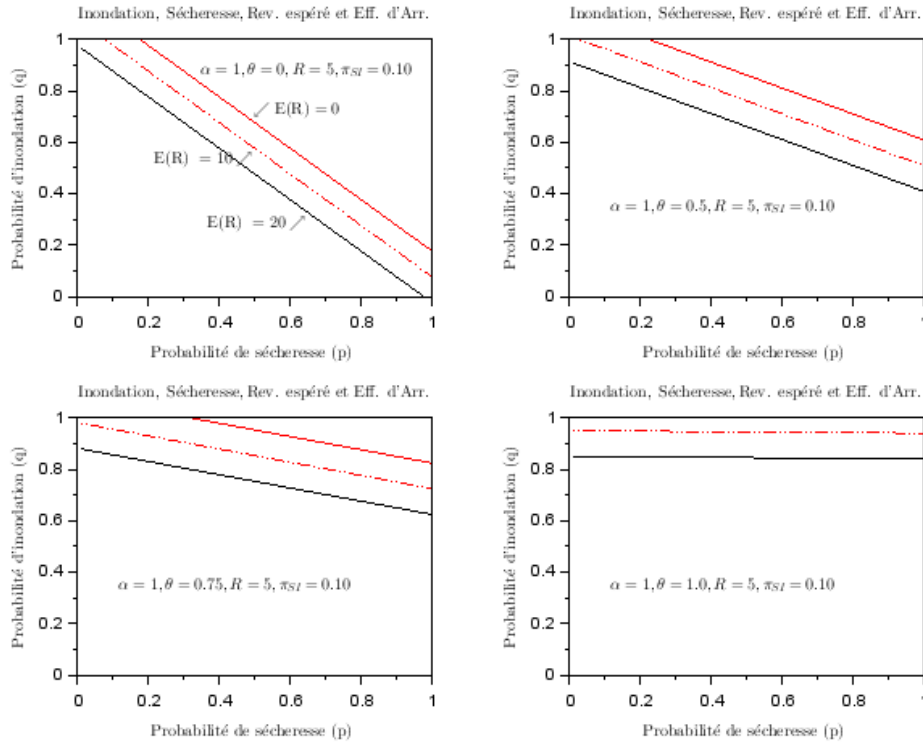 Inondation, Sécheresse, Rev. espéré et Eff. d'Arr.
1
0.8
0.6
0.4
0.2
0
Probabilité d'inondation (q)
α = 1, θ = 0, R = 5, π_SI = 0.10
E(R) = 0
E(R) = 10
E(R) = 20
0 0.2 0.4 0.6 0.8 1
Probabilité de sécheresse (p)
Inondation, Sécheresse, Rev. espéré et Eff. d'Arr.
1
0.8
0.6
0.4
0.2
0
Probabilité d'inondation (q)
α = 1, θ = 0.5, R = 5, π_SI = 0.10
0 0.2 0.4 0.6 0.8 1
Probabilité de sécheresse (p)
Inondation, Sécheresse, Rev. espéré et Eff. d'Arr.
1
0.8
0.6
0.4
0.2
0
Probabilité d'inondation (q)
α = 1, θ = 0.75, R = 5, π_SI = 0.10
0 0.2 0.4 0.6 0.8 1
Probabilité de sécheresse (p)
Inondation, Sécheresse, Rev. espéré et Eff. d'Arr.
1
0.8
0.6
0.4
0.2
0
Probabilité d'inondation (q)
α = 1, θ = 1.0, R = 5, π_SI = 0.10
0 0.2 0.4 0.6 0.8 1
Probabilité de sécheresse (p)